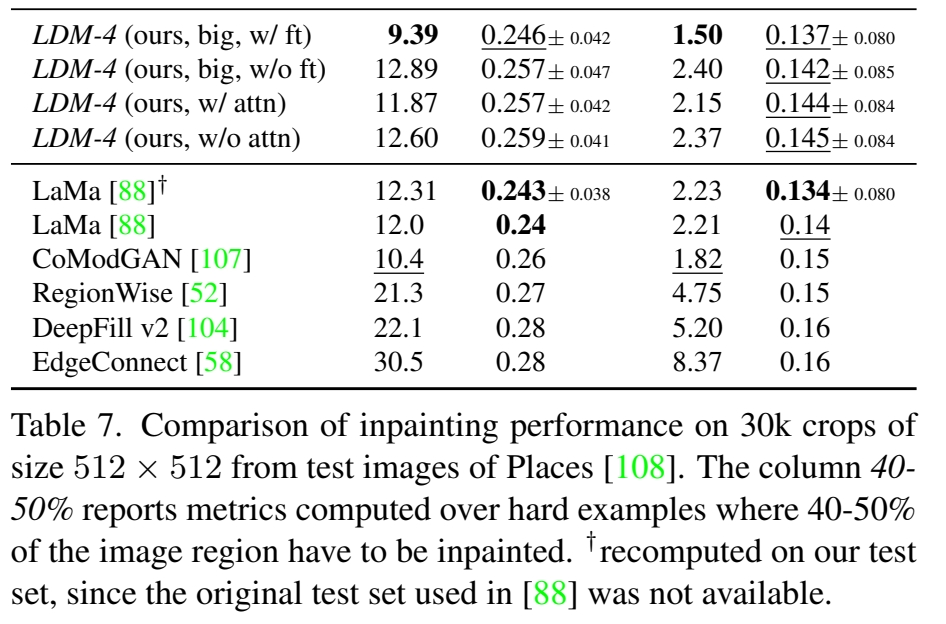 LDM-4 (ours, big, w/ ft) 9.39 0.246± 0.042 1.50 0.137± 0.080
LDM-4 (ours, big, w/o ft) 12.89 0.257± 0.047 2.40 0.142± 0.085
LDM-4 (ours, w/ attn) 11.87 0.257± 0.042 2.15 0.144± 0.084
LDM-4 (ours, w/o attn) 12.60 0.259± 0.041 2.37 0.145± 0.084
LaMa [88]† 12.31 0.243± 0.038 2.23 0.134± 0.080
LaMa [88] 12.0 0.24 2.21 0.14
CoModGAN [107] 10.4 0.26 1.82 0.15
RegionWise [52] 21.3 0.27 4.75 0.15
DeepFill v2 [104] 22.1 0.28 5.20 0.16
EdgeConnect [58] 30.5 0.28 8.37 0.16
Table 7. Comparison of inpainting performance on 30k crops of
size 512 × 512 from test images of Places [108]. The column 40-
50% reports metrics computed over hard examples where 40-50%
of the image region have to be inpainted. †recomputed on our test
set, since the original test set used in [88] was not available.